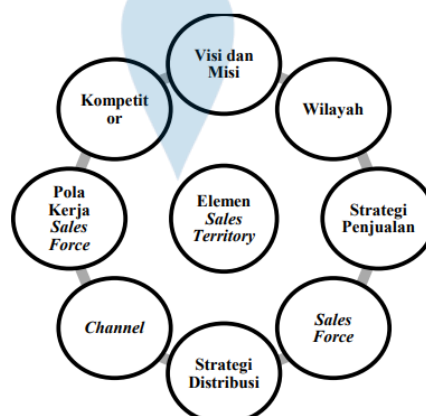 Visi dan
Misi
Wilayah
Strategi
Penjualan
Sales
Force
Strategi
Distribusi
Channel
Pola
Kerja
Sales
Force
Kompetit
or
Elemen
Sales
Territory